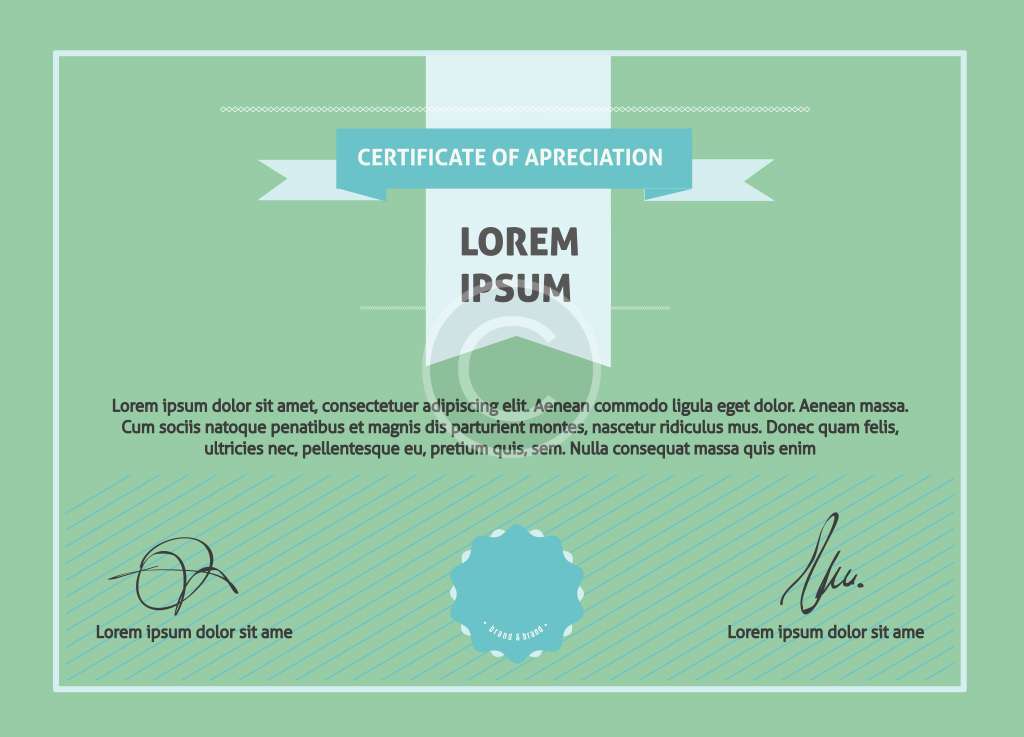 CERTIFICATE OF APRECIATION
LOREM
IPSUM
Lorem ipsum dolor sit amet, consectetuer adipiscing elit. Aenean commodo ligula eget dolor. Aenean massa.
Cum sociis natoque penatibus et magnis dis parturient montes, nascetur ridiculus mus. Donec quam felis,
ultricies nec, pellentesque eu, pretium quis, sem. Nulla consequat massa quis enim
• brand & brand •
Lorem ipsum dolor sit ame
Lorem ipsum dolor sit ame